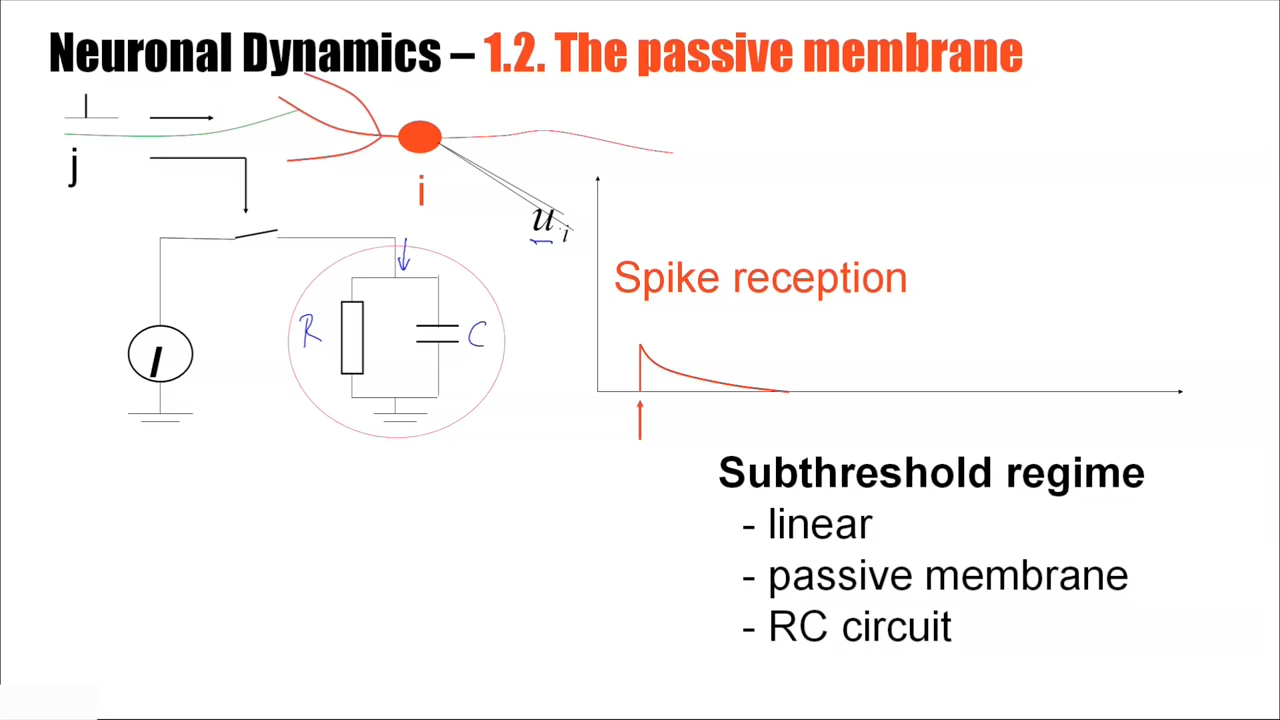 Neuronal Dynamics – 1.2. The passive membrane
j
i
u i
Spike reception
R
C
I
Subthreshold regime
- linear
- passive membrane
- RC circuit